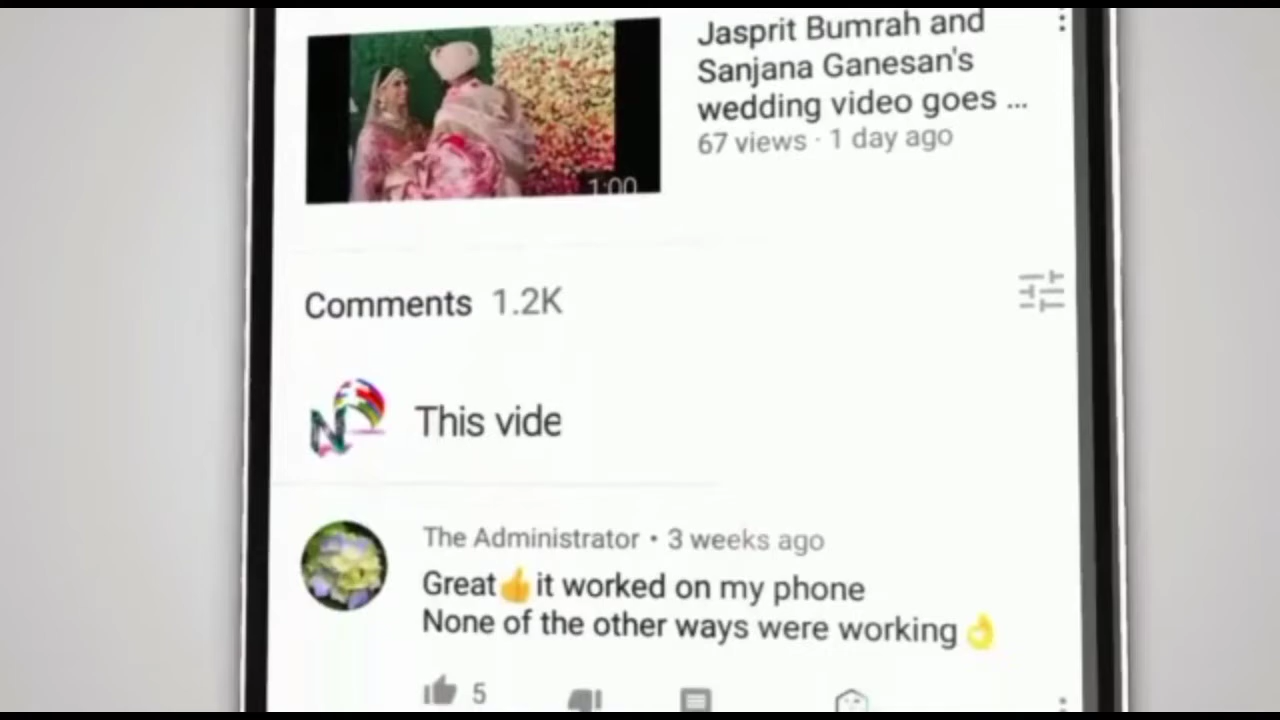 Jasprit Bumrah and
Sanjana Ganesan's
wedding video goes ...
67 views · 1 day ago
1:00
Comments 1.2K
N
This vide
The Administrator • 3 weeks ago
Great👍it worked on my phone
None of the other ways were working👌
5